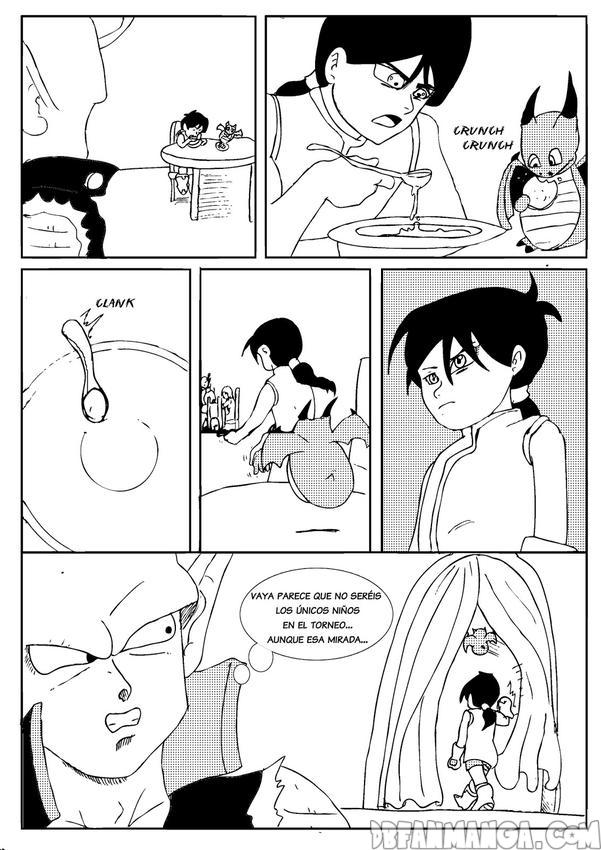 CRUNCH
CRUNCH
CLANK
VAYA PARECE QUE NO SERÉIS
LOS ÚNICOS NIÑOS
EN EL TORNEO...
AUNQUE ESA MIRADA...
DBFANMANGA.COM